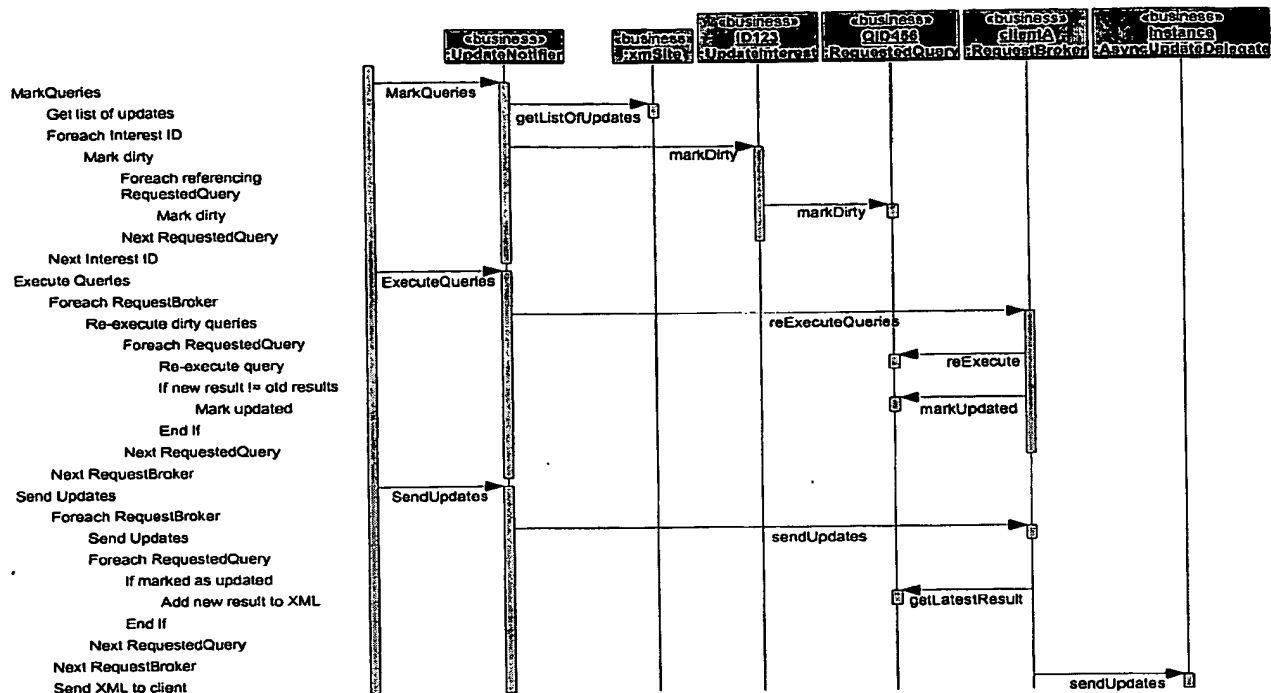 «business»
:UpdateNotifier
«business»
:xmSite1
«business»
ID123
:UpdateInterest
«business»
QID456
:RequestedQuery
«business»
clientA
:RequestBroker
«business»
Instance
:AsyncUpdateDelegate
MarkQueries
Get list of updates
Foreach Interest ID
Mark dirty
Foreach referencing
RequestedQuery
Mark dirty
Next RequestedQuery
Next Interest ID
Execute Queries
Foreach RequestBroker
Re-execute dirty queries
Foreach RequestedQuery
Re-execute query
If new result != old results
Mark updated
End If
Next RequestedQuery
Next RequestBroker
Send Updates
Foreach RequestBroker
Send Updates
Foreach RequestedQuery
If marked as updated
Add new result to XML
End If
Next RequestedQuery
Next RequestBroker
Send XML to client
MarkQueries
getListOfUpdates
markDirty
markDirty
ExecuteQueries
reExecuteQueries
reExecute
markUpdated
SendUpdates
sendUpdates
getLatestResult
sendUpdates